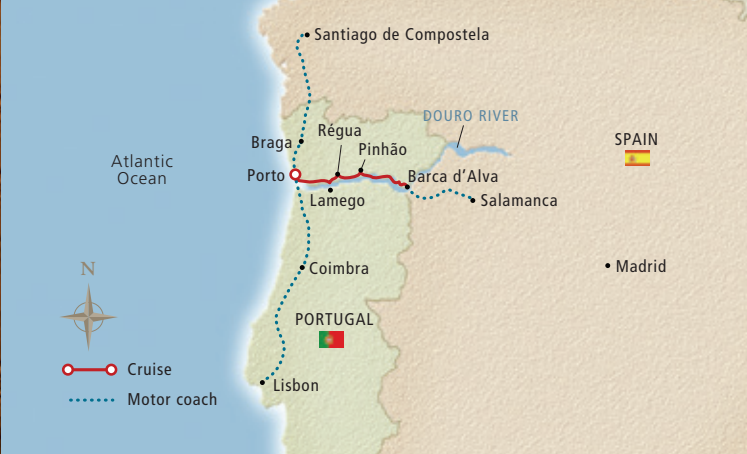 Santiago de Compostela
DOURO RIVER
Régua
Braga
Pinhão
SPAIN
Atlantic
Ocean
Porto
Barca d'Alva
Lamego
Salamanca
N
Coimbra
Madrid
PORTUGAL
Cruise
Lisbon
Motor coach